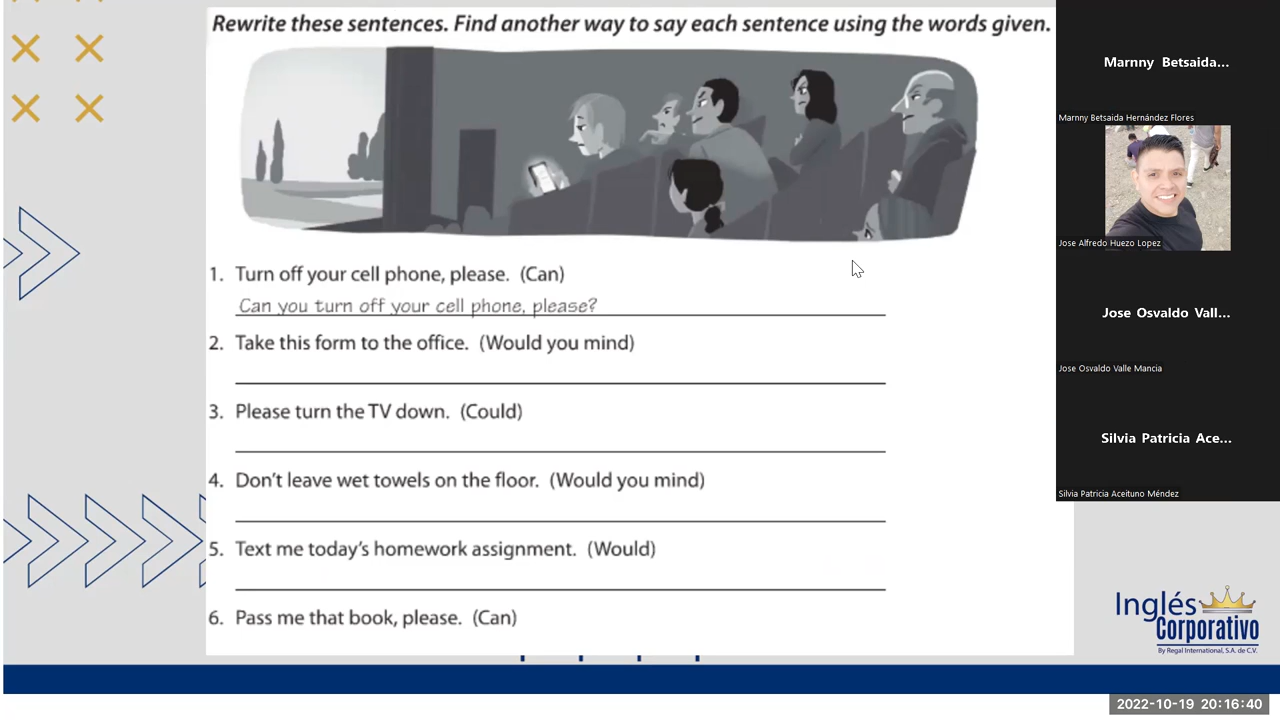 Rewrite these sentences. Find another way to say each sentence using the words given.
1. Turn off your cell phone, please. (Can)
Can you turn off your cell phone, please?
2. Take this form to the office. (Would you mind)
3. Please turn the TV down. (Could)
4. Don't leave wet towels on the floor. (Would you mind)
5. Text me today's homework assignment. (Would)
6. Pass me that book, please. (Can)
Marnny Betsaida...
Marnny Betsaida Hernández Flores
Jose Alfredo Huezo Lopez
Jose Osvaldo Vall...
Jose Osvaldo Valle Mancia
Silvia Patricia Ace...
Silvia Patricia Aceituno Méndez
Inglés
Corporativo
By Regal International, S.A. de C.V.
2022-10-19 20:16:40